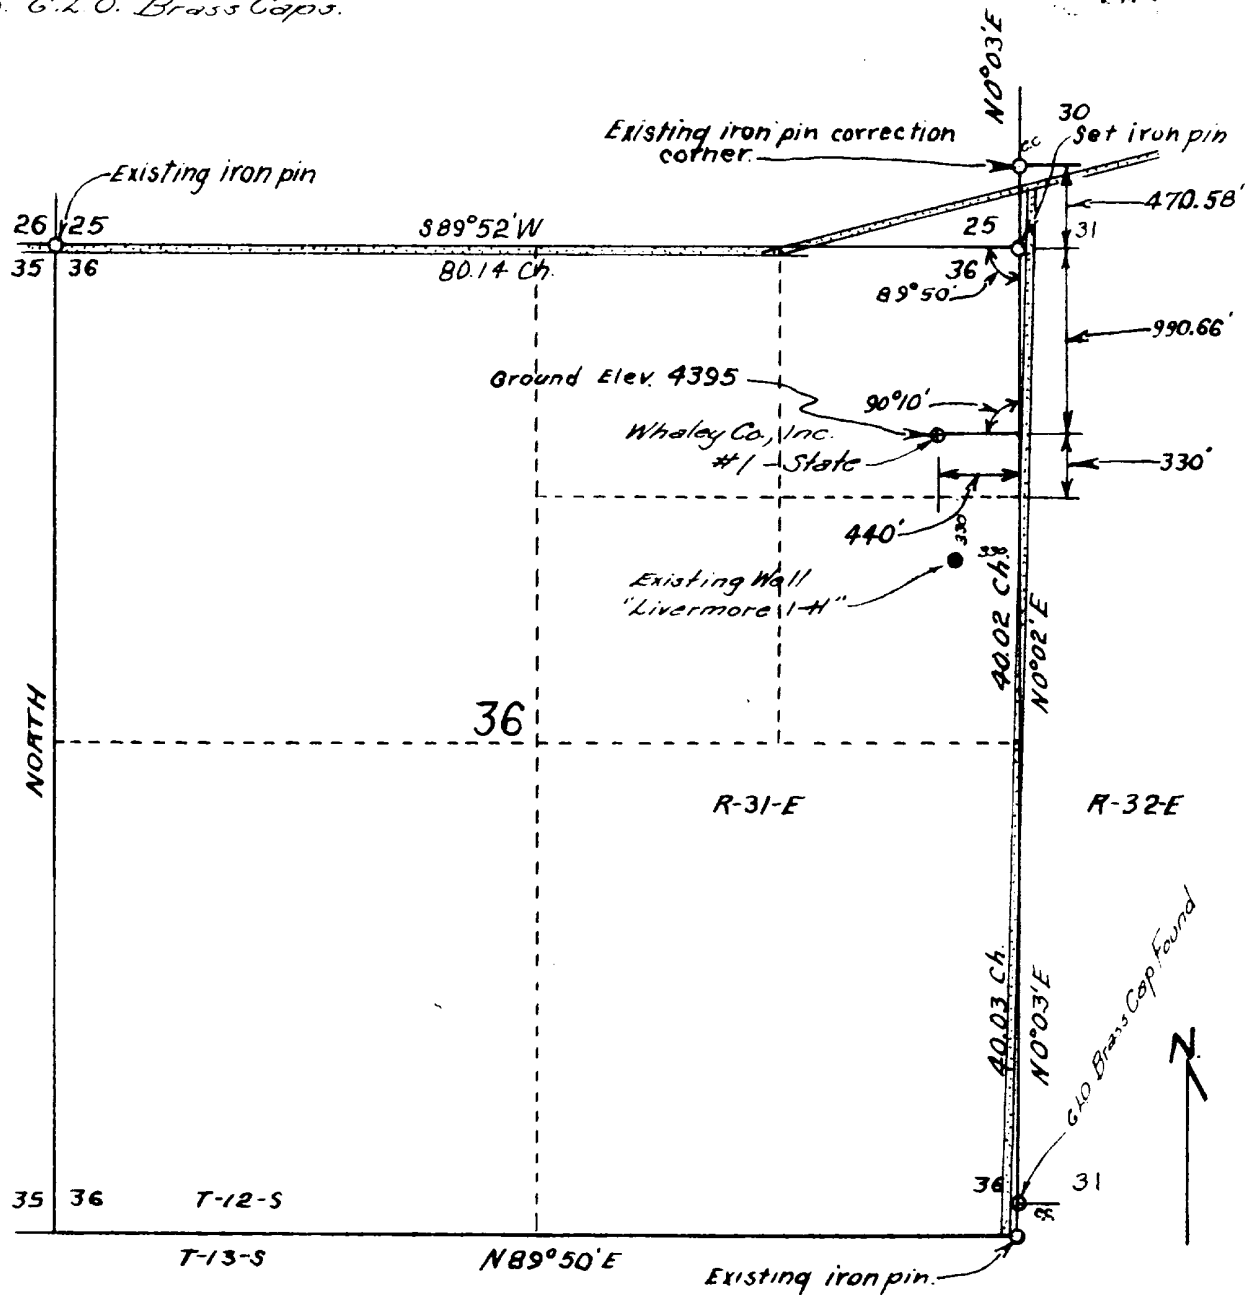 G.L.O. Brass Caps.
N0°03'E
30
Existing iron pin correction
corner.
cc
Set iron pin
Existing iron pin
470.58'
26 25
S89°52'W
25
31
35 36
80.14 Ch.
36
89°50'
990.66'
Ground Elev. 4395
90°10'
Whaley Co., Inc.
#1 - State
330'
440'
330
330
Existing Well
"Livermore 1-H"
40.02 Ch.
N0°02'E
NORTH
36
R-31-E
R-32-E
40.03 Ch.
N0°03'E
GLO Brass Cap Found
N.
35 36
T-12-S
36
31
T-13-S
N89°50'E
Existing iron pin.